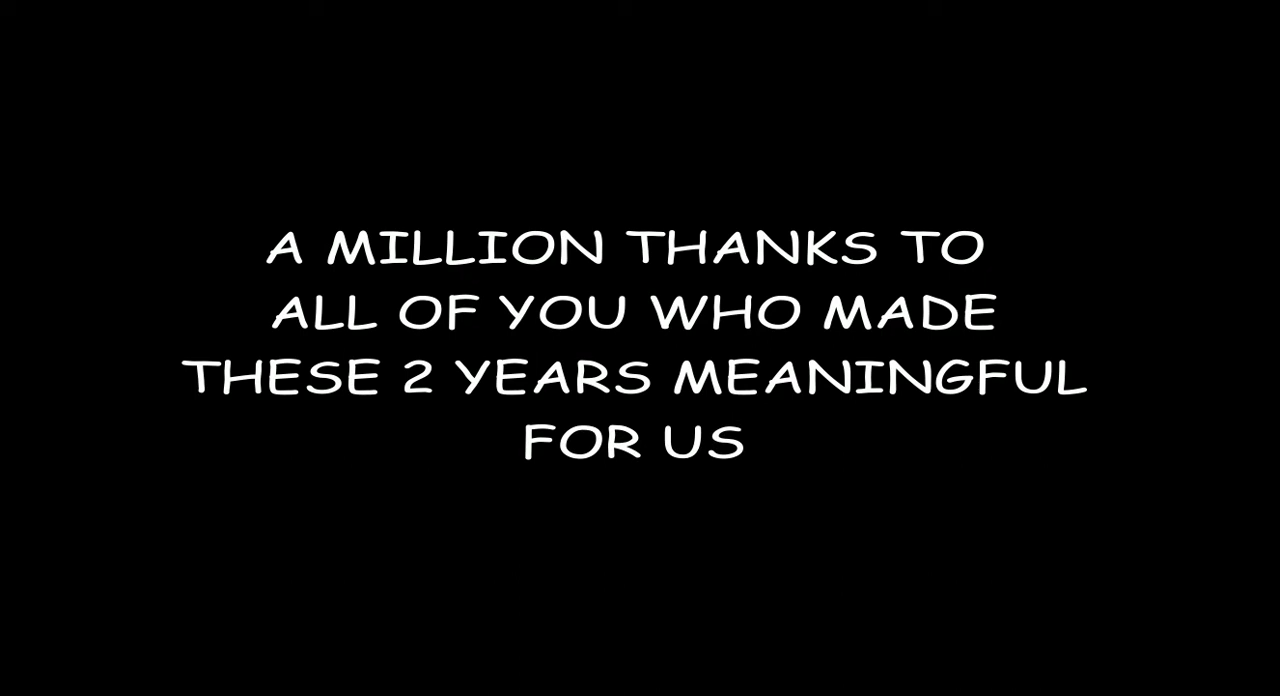 A MILLION THANKS TO
ALL OF YOU WHO MADE
THESE 2 YEARS MEANINGFUL
FOR US